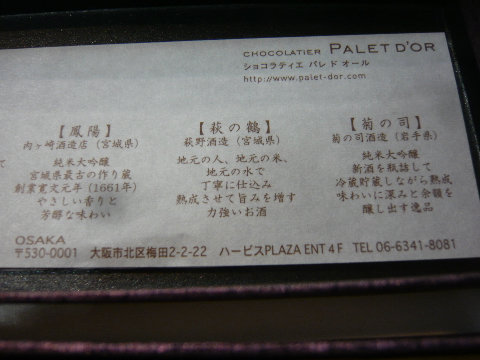 CHOCOLATIER PALET D'OR
ショコラティエ パレ ド オール
http://www.palet-dor.com
【鳳陽】
内ヶ崎酒造店（宮城県）
純米大吟醸
宮城県最古の作り蔵
創業寛文元年（1661年）
やさしい香りと
芳醇な味わい
【萩の鶴】
萩野酒造（宮城県）
地元の人、地元の米、
地元の水で
丁寧に仕込み
熟成させて旨みを増す
力強いお酒
【菊の司】
菊の司酒造（岩手県）
純米大吟醸
新酒を瓶詰して
冷蔵貯蔵しながら熟成
味わいに深みと余韻を
醸し出す逸品
て
OSAKA
〒530-0001 大阪市北区梅田2-2-22 ハービスPLAZA ENT 4F TEL 06-6341-8081